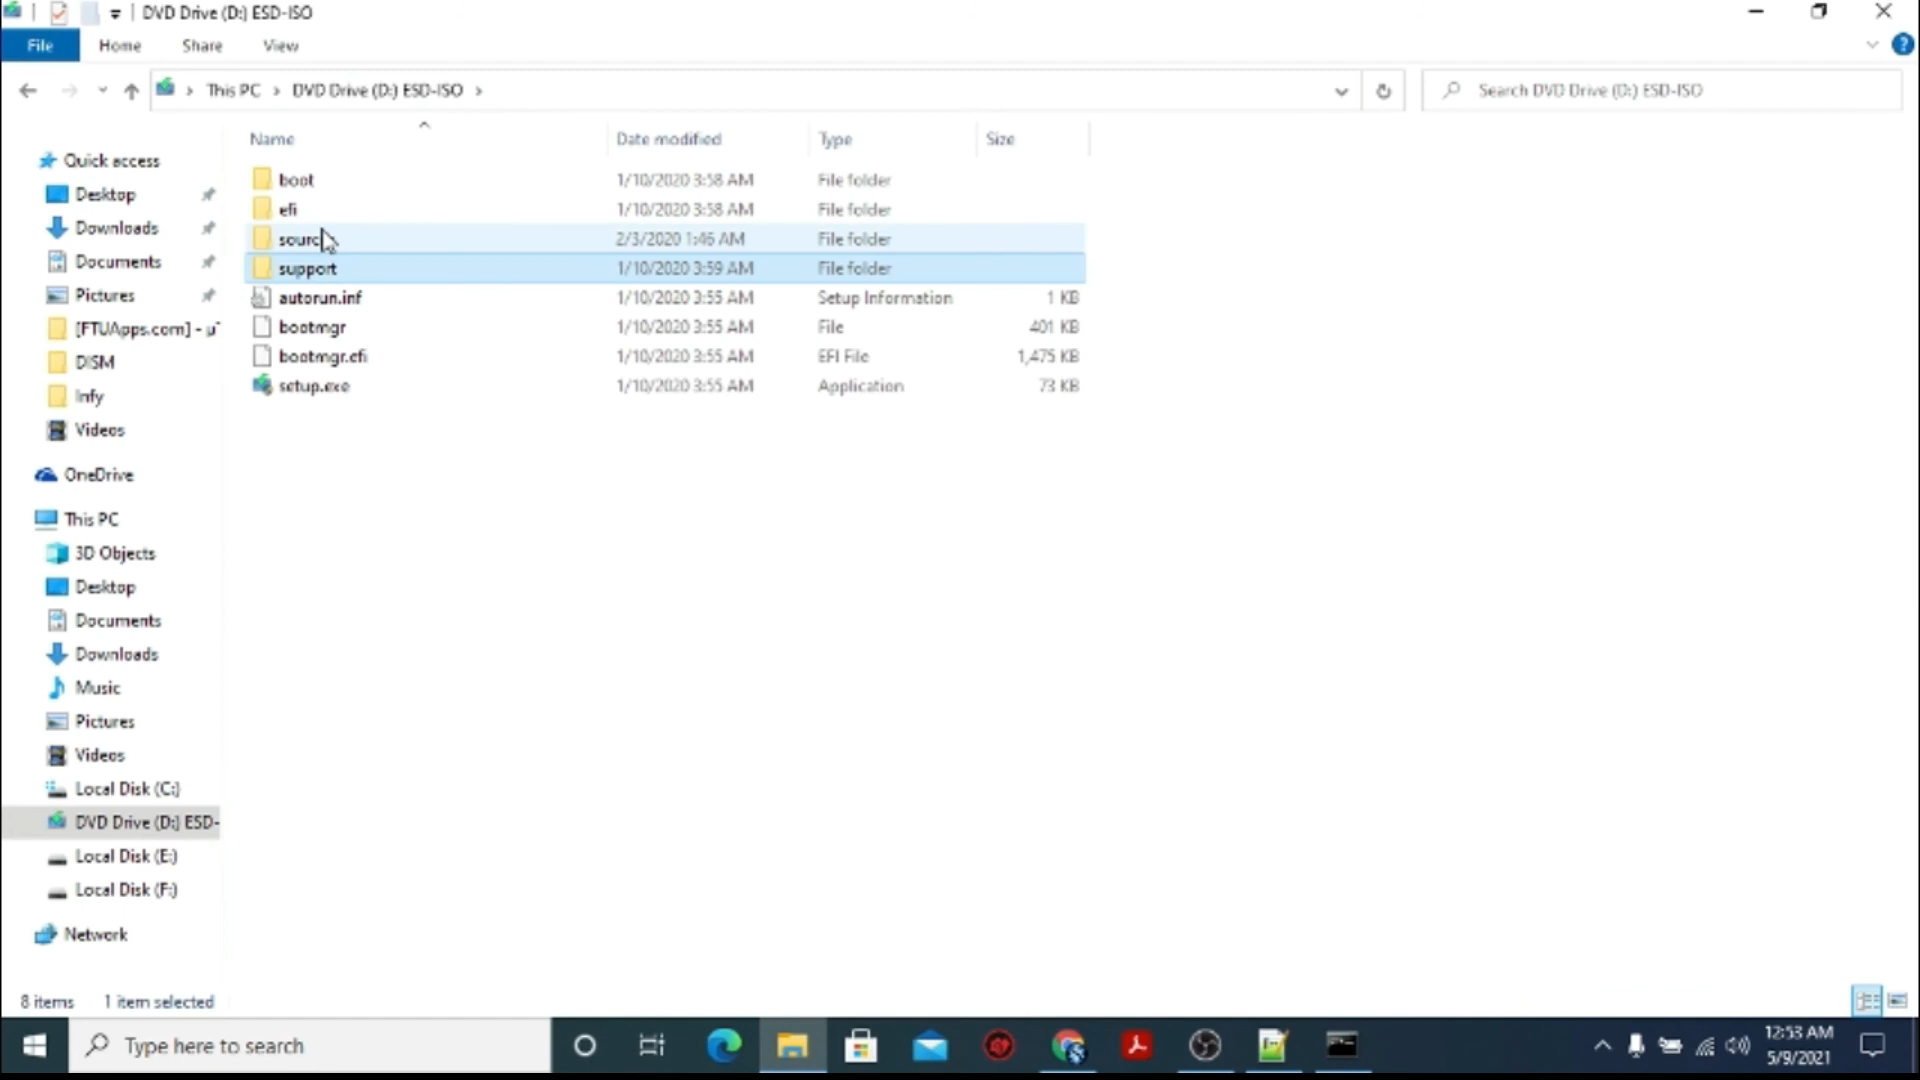 DVD Drive (D:) ESD-ISO
File Home Share View
This PC DVD Drive (D:) ESD-ISO
Search DVD Drive (D:) ESD-ISO
Name Date modified Type Size
boot 1/10/2020 3:58 AM File folder
efi 1/10/2020 3:58 AM File folder
2/3/2020 1:46 AM File folder
support 1/10/2020 3:59 AM File folder
autorun.inf 1/10/2020 3:55 AM Setup Information 1 KB
bootmgr 1/10/2020 3:55 AM File 401 KB
bootmgr.efi 1/10/2020 3:55 AM EFI File 1,475 KB
setup.exe 1/10/2020 3:55 AM Application 73 KB
Quick access
Desktop
Downloads
Documents
Pictures
[FTUApps.com] -
DISM
Infy
Videos
OneDrive
This PC
3D Objects
Desktop
Documents
Downloads
Music
Pictures
Videos
Local Disk (C:)
DVD Drive (D:) ESD-
Local Disk (E:)
Local Disk (F:)
Network
8 items 1 item selected
Type here to search
12:53 AM
5/9/2021